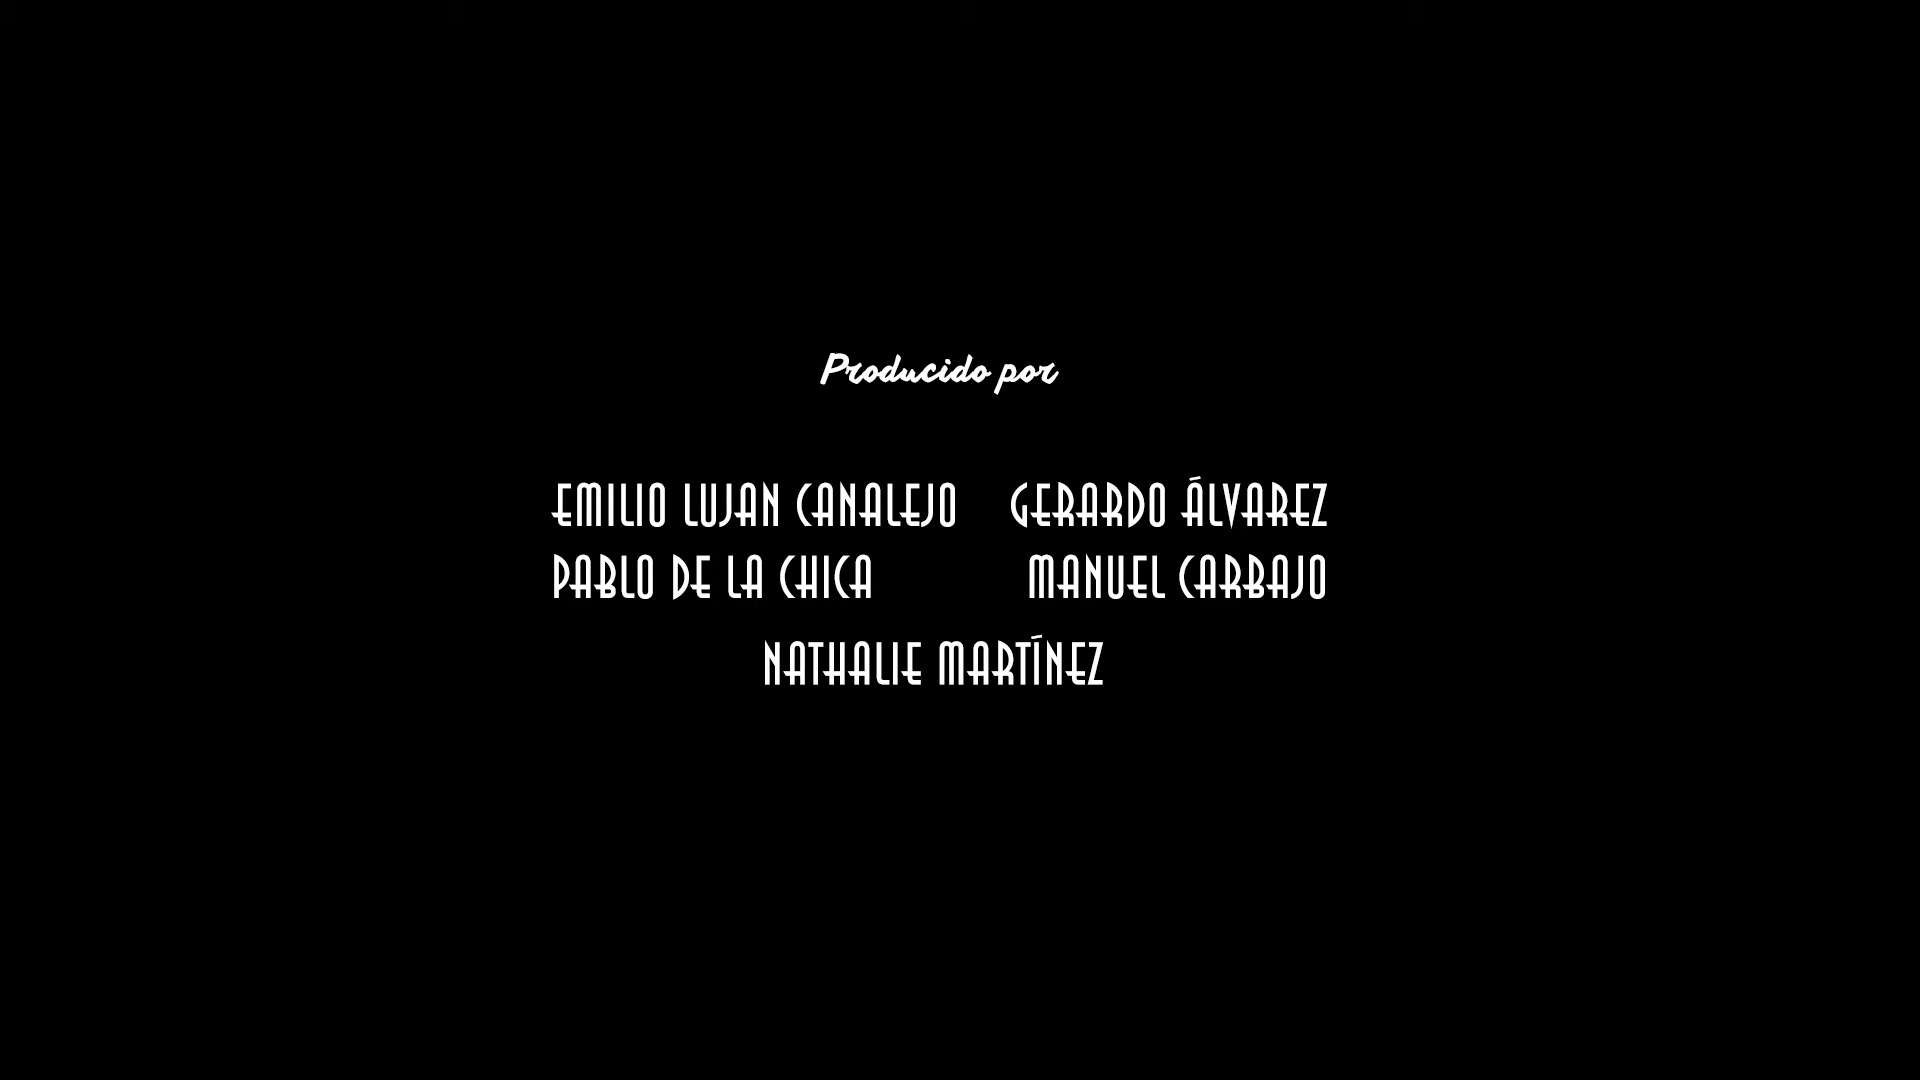 Producido por
EMILIO LUJAN CANALEJO GERARDO ÁLVAREZ
PABLO DE LA CHICA MANUEL CARBAJO
NATHALIE MARTÍNEZ